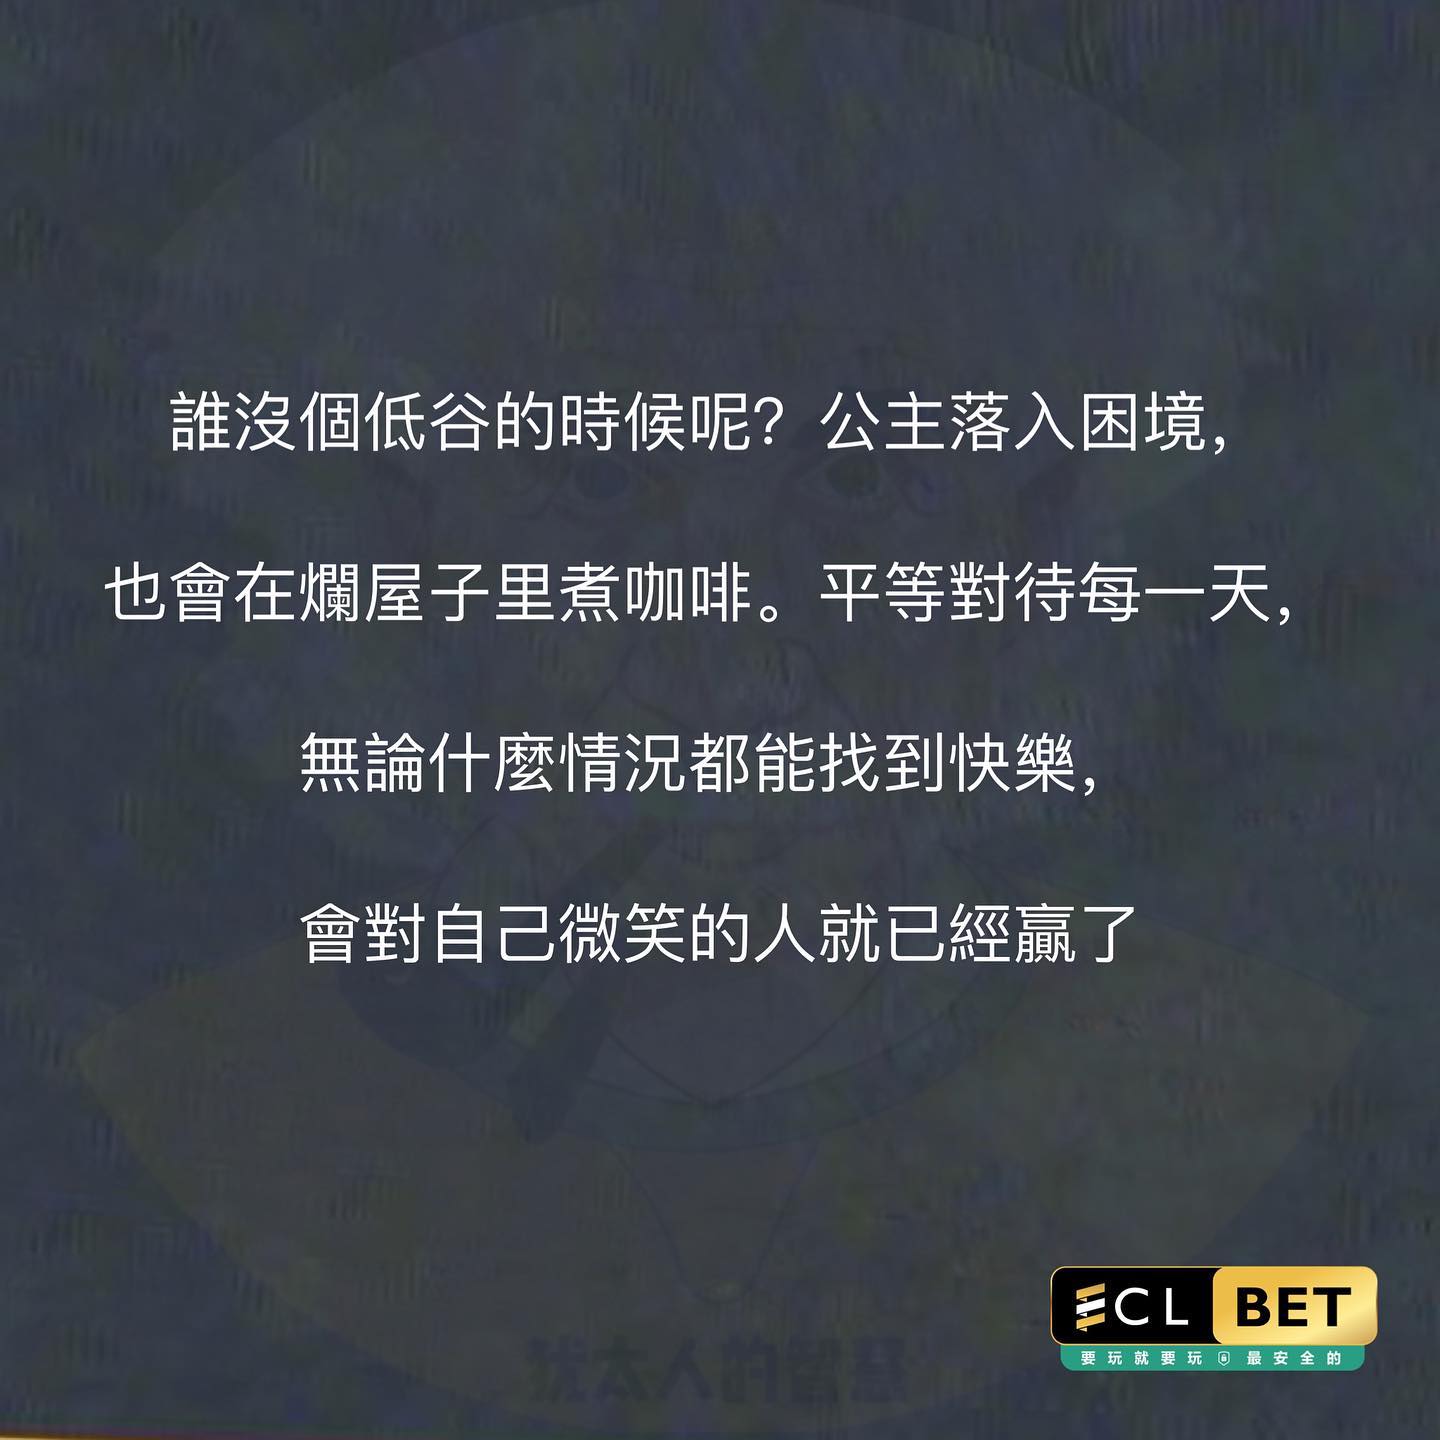 誰沒個低谷的時候呢？公主落入困境，
也會在爛屋子里煮咖啡。平等對待每一天，
無論什麼情況都能找到快樂，
會對自己微笑的人就已經贏了
ECL BET
要玩就要玩 最安全的